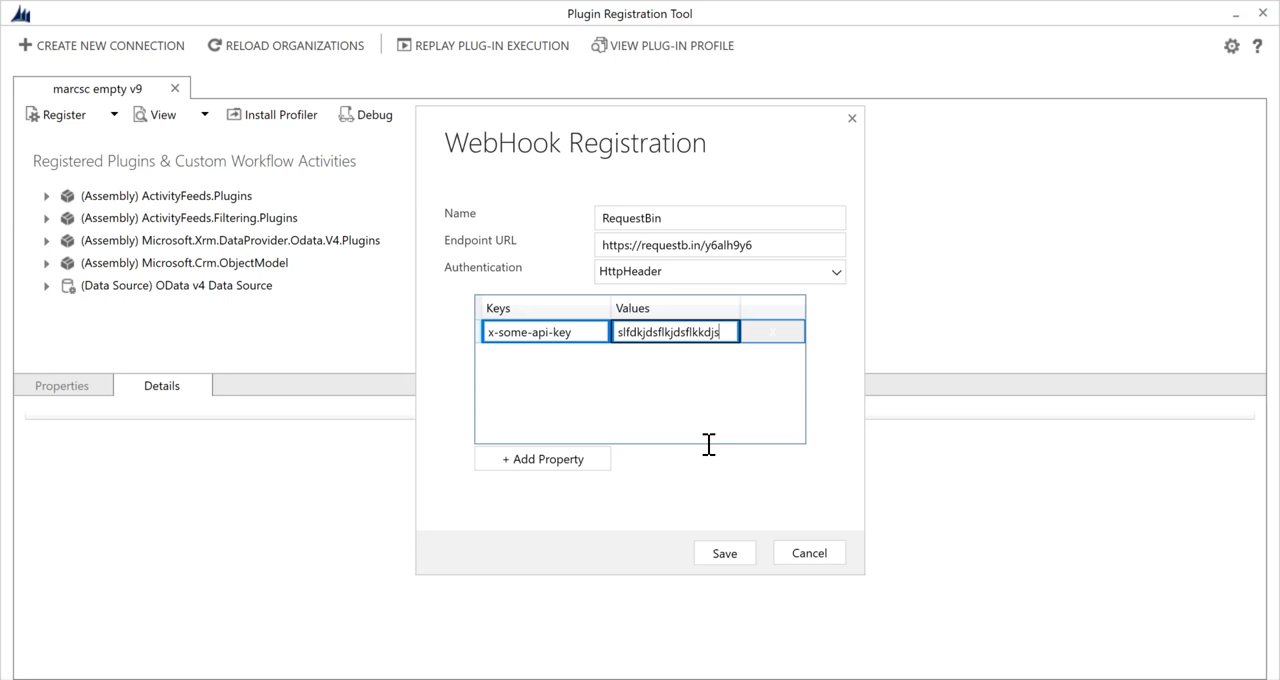 Plugin Registration Tool
CREATE NEW CONNECTION RELOAD ORGANIZATIONS REPLAY PLUG-IN EXECUTION VIEW PLUG-IN PROFILE
marcsc empty v9
Register View Install Profiler Debug
Registered Plugins & Custom Workflow Activities
(Assembly) ActivityFeeds.Plugins
(Assembly) ActivityFeeds.Filtering.Plugins
(Assembly) Microsoft.Xrm.DataProvider.Odata.V4.Plugins
(Assembly) Microsoft.Crm.ObjectModel
(Data Source) OData v4 Data Source
Properties Details
WebHook Registration
Name RequestBin
Endpoint URL https://requestb.in/y6alh9y6
Authentication HttpHeader
Keys Values
x-some-api-key slfdkjdsflkjdsflkkdjs X
+ Add Property
Save Cancel